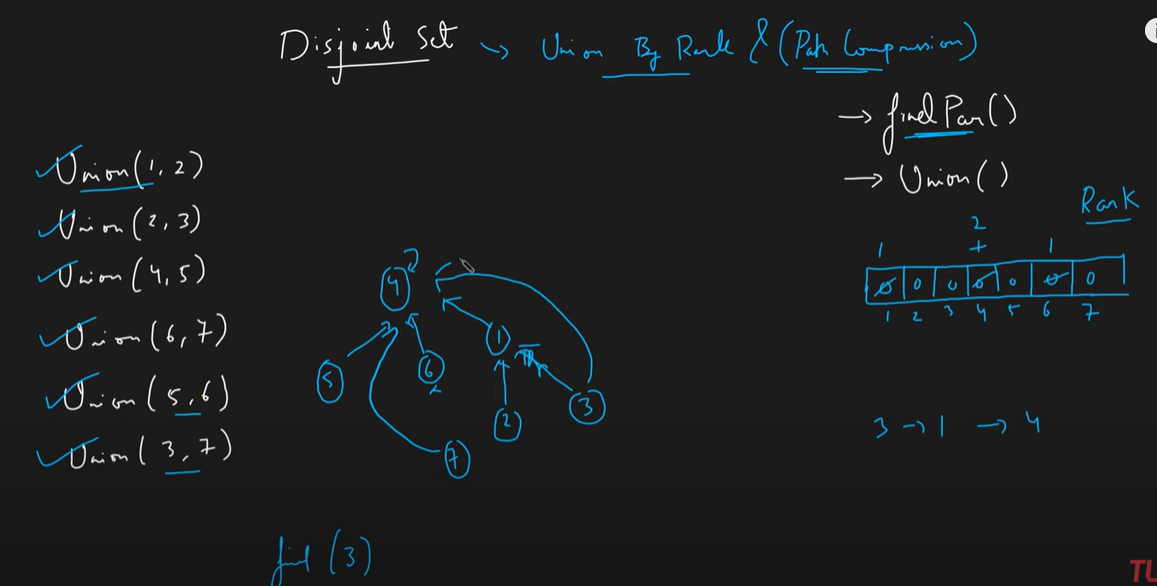 Disjoint Set → Union By Rank & (Path Compression)
→ findPar()
→ Union()
Rank
Union(1, 2)
Union(2, 3)
Union(4, 5)
Union(6, 7)
Union(5, 6)
Union(3, 7)
4
1
5
6
2
3
7
2
1 + 1
0 0 0 0 0 0 0
1 2 3 4 5 6 7
3 → 1 → 4
find (3)
TU